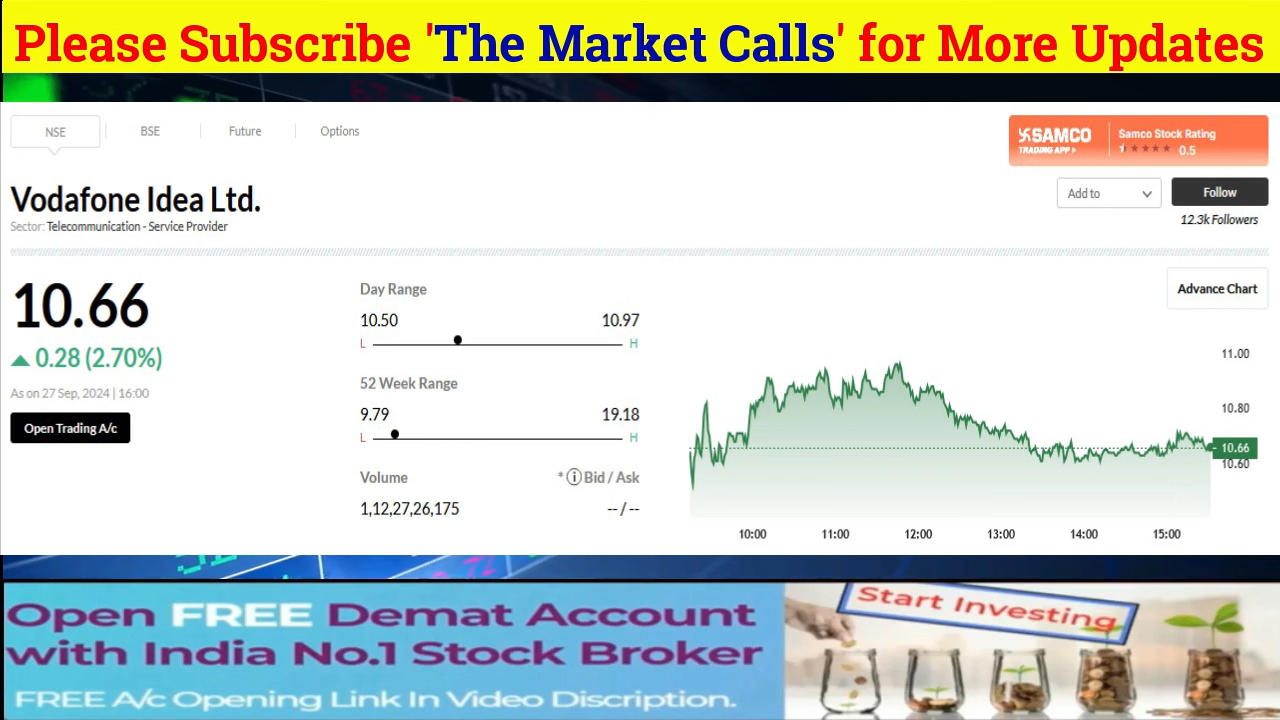 Please Subscribe 'The Market Calls' for More Updates
NSE
BSE
Future
Options
SAMCO
TRADING APP
Samco Stock Rating
0.5
Vodafone Idea Ltd.
Sector: Telecommunication - Service Provider
Add to
Follow
12.3k Followers
10.66
0.28 (2.70%)
As on 27 Sep, 2024 | 16:00
Open Trading A/c
Day Range
10.50 10.97
L H
52 Week Range
9.79 19.18
L H
Volume * i Bid / Ask
1,12,27,26,175 -- / --
Advance Chart
11.00
10.80
10.66
10.60
10:00 11:00 12:00 13:00 14:00 15:00
Open FREE Demat Account
with India No.1 Stock Broker
FREE A/c Opening Link In Video Discription.
Start Investing